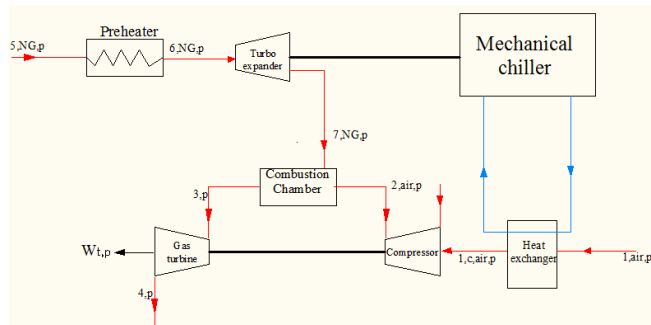 Preheater
5,NG,p
6,NG,p
Turbo
expander
Mechanical
chiller
7,NG,p
Combustion
Chamber
3,p
2,air,p
Wt,p
Gas
turbine
Compressor
1,c,air,p
Heat
exchanger
1,air,p
4,p